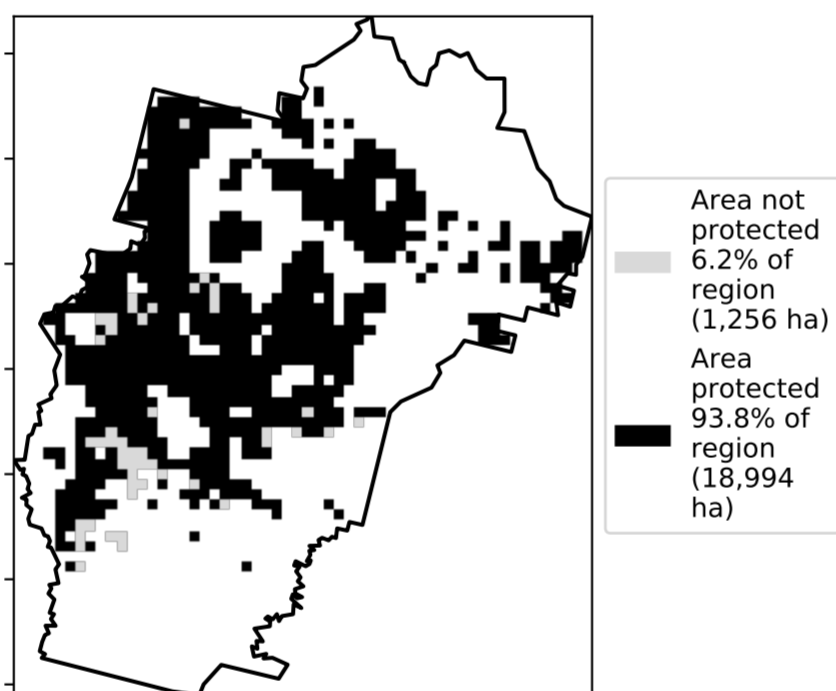 Area not
protected
6.2% of
region
(1,256 ha)
Area
protected
93.8% of
region
(18,994
ha)